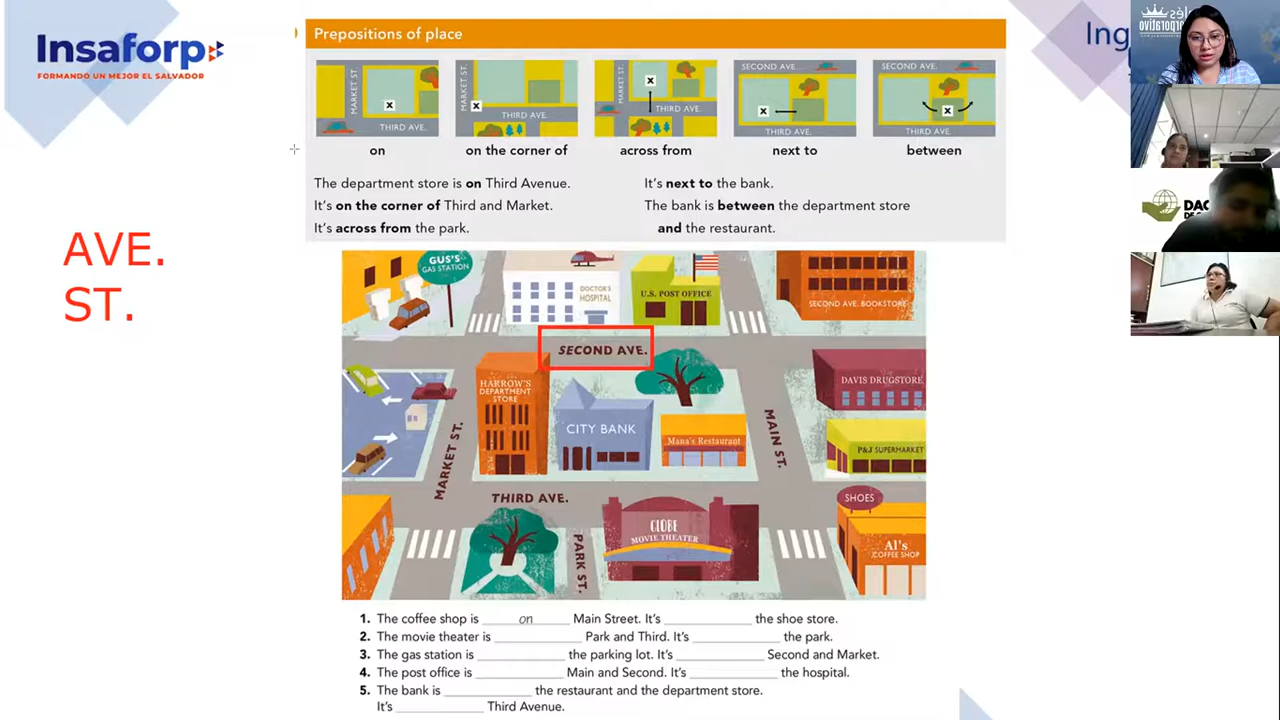 Insaforp
FORMANDO UN MEJOR EL SALVADOR
Ing
AVE.
ST.
Prepositions of place
MARKET ST.
THIRD AVE.
on
MARKET ST.
THIRD AVE.
on the corner of
MARKET ST.
THIRD AVE.
across from
SECOND AVE.
THIRD AVE.
next to
SECOND AVE.
THIRD AVE.
between
The department store is on Third Avenue.
It's on the corner of Third and Market.
It's across from the park.
It's next to the bank.
The bank is between the department store
and the restaurant.
GUS'S
GAS STATION
DOCTOR'S
HOSPITAL
U.S. POST OFFICE
SECOND AVE. BOOKSTORE
SECOND AVE.
HARROW'S
DEPARTMENT
STORE
CITY BANK
Mana's Restaurant
DAVIS DRUGSTORE
P&J SUPERMARKET
MARKET ST.
MAIN ST.
THIRD AVE.
PARK ST.
GLOBE
MOVIE THEATER
SHOES
Al's
COFFEE SHOP
1. The coffee shop is on Main Street. It's the shoe store.
2. The movie theater is Park and Third. It's the park.
3. The gas station is the parking lot. It's Second and Market.
4. The post office is Main and Second. It's the hospital.
5. The bank is the restaurant and the department store.
It's Third Avenue.